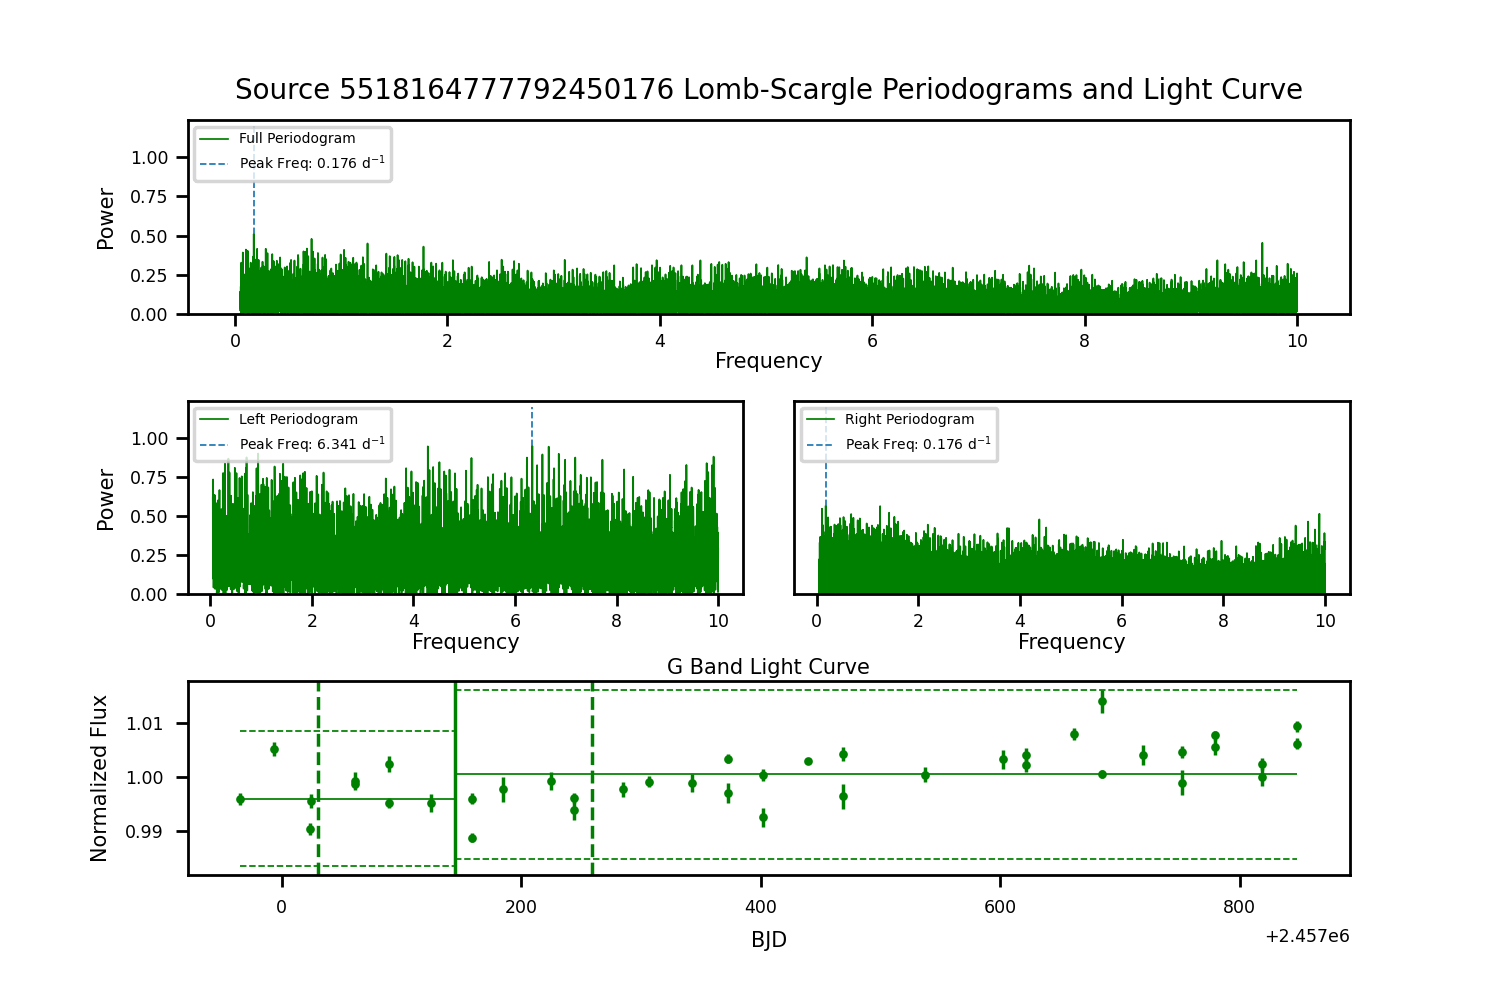 Source 5518164777792450176 Lomb-Scargle Periodograms and Light Curve
Full Periodogram
Peak Freq: 0.176 d⁻¹
Power
1.00
0.75
0.50
0.25
0.00
0 2 4 6 8 10
Frequency
Left Periodogram
Peak Freq: 6.341 d⁻¹
Power
1.00
0.75
0.50
0.25
0.00
0 2 4 6 8 10
Frequency
Right Periodogram
Peak Freq: 0.176 d⁻¹
0 2 4 6 8 10
Frequency
G Band Light Curve
Normalized Flux
1.01
1.00
0.99
0 200 400 600 800
BJD
+2.457e6